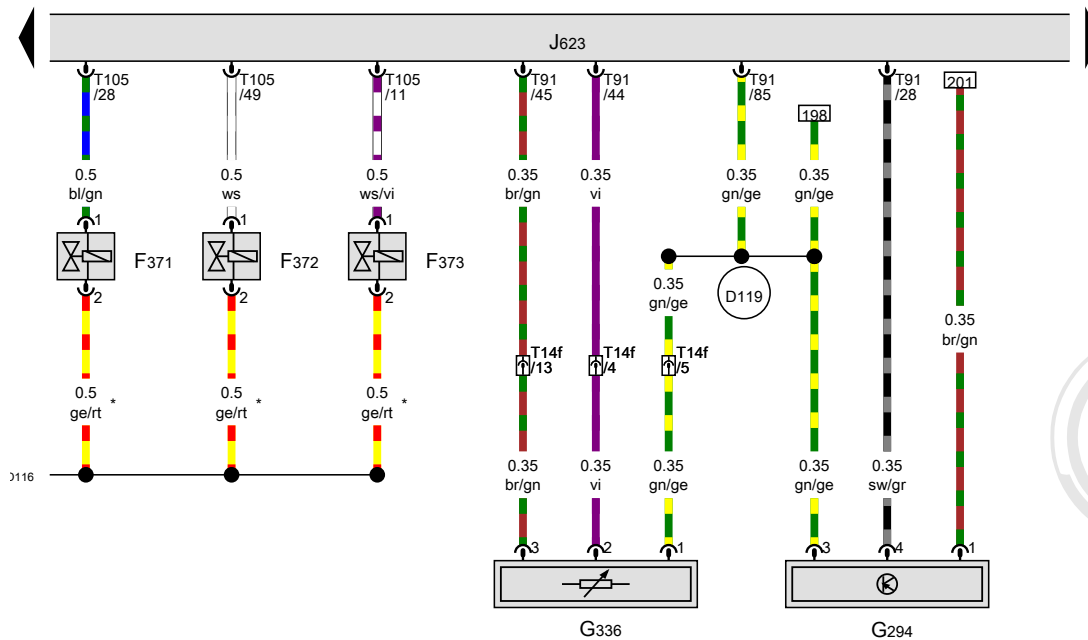 J623
T105
/28
T105
/49
T105
/11
T91
/45
T91
/44
T91
/85
T91
/28
201
198
0.5
bl/gn
0.5
ws
0.5
ws/vi
0.35
br/gn
0.35
vi
0.35
gn/ge
0.35
gn/ge
1
1
1
F371
F372
F373
2
2
2
0.35
gn/ge
D119
0.35
br/gn
T14f
/13
T14f
/4
T14f
/5
0.5
ge/rt *
0.5
ge/rt *
0.5
ge/rt *
0.35
br/gn
0.35
vi
0.35
gn/ge
0.35
gn/ge
0.35
sw/gr
3
2
1
3
4
1
G336
G294